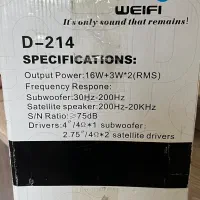 WEIFI
It's only sound that remains!
D-214
SPECIFICATIONS:
Output Power:16W+3W*2(RMS)
Frequency Respone:
Subwoofer:30Hz-200Hz
Satellite speaker:200Hz-20KHz
S/N Ratio:≥75dB
Drivers:4"/4Ω*1 subwoofer
2.75"/4Ω*2 satellite drivers